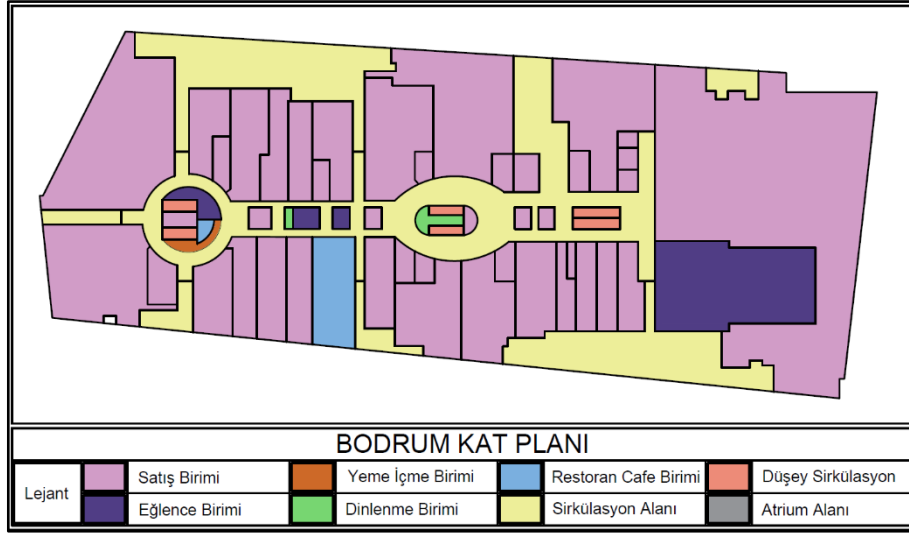 BODRUM KAT PLANI
Lejant
Satış Birimi
Yeme İçme Birimi
Restoran Cafe Birimi
Düşey Sirkülasyon
Eğlence Birimi
Dinlenme Birimi
Sirkülasyon Alanı
Atrium Alanı